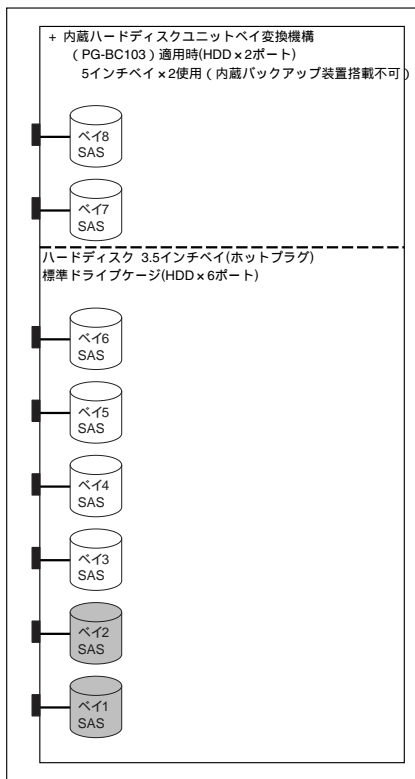 + 内蔵ハードディスクユニットベイ変換機構
（PG-BC103）適用時(HDD×2ポート)
5インチベイ×2使用（内蔵バックアップ装置搭載不可）
ベイ8
SAS
ベイ7
SAS
ハードディスク 3.5インチベイ(ホットプラグ)
標準ドライブケージ(HDD×6ポート)
ベイ6
SAS
ベイ5
SAS
ベイ4
SAS
ベイ3
SAS
ベイ2
SAS
ベイ1
SAS